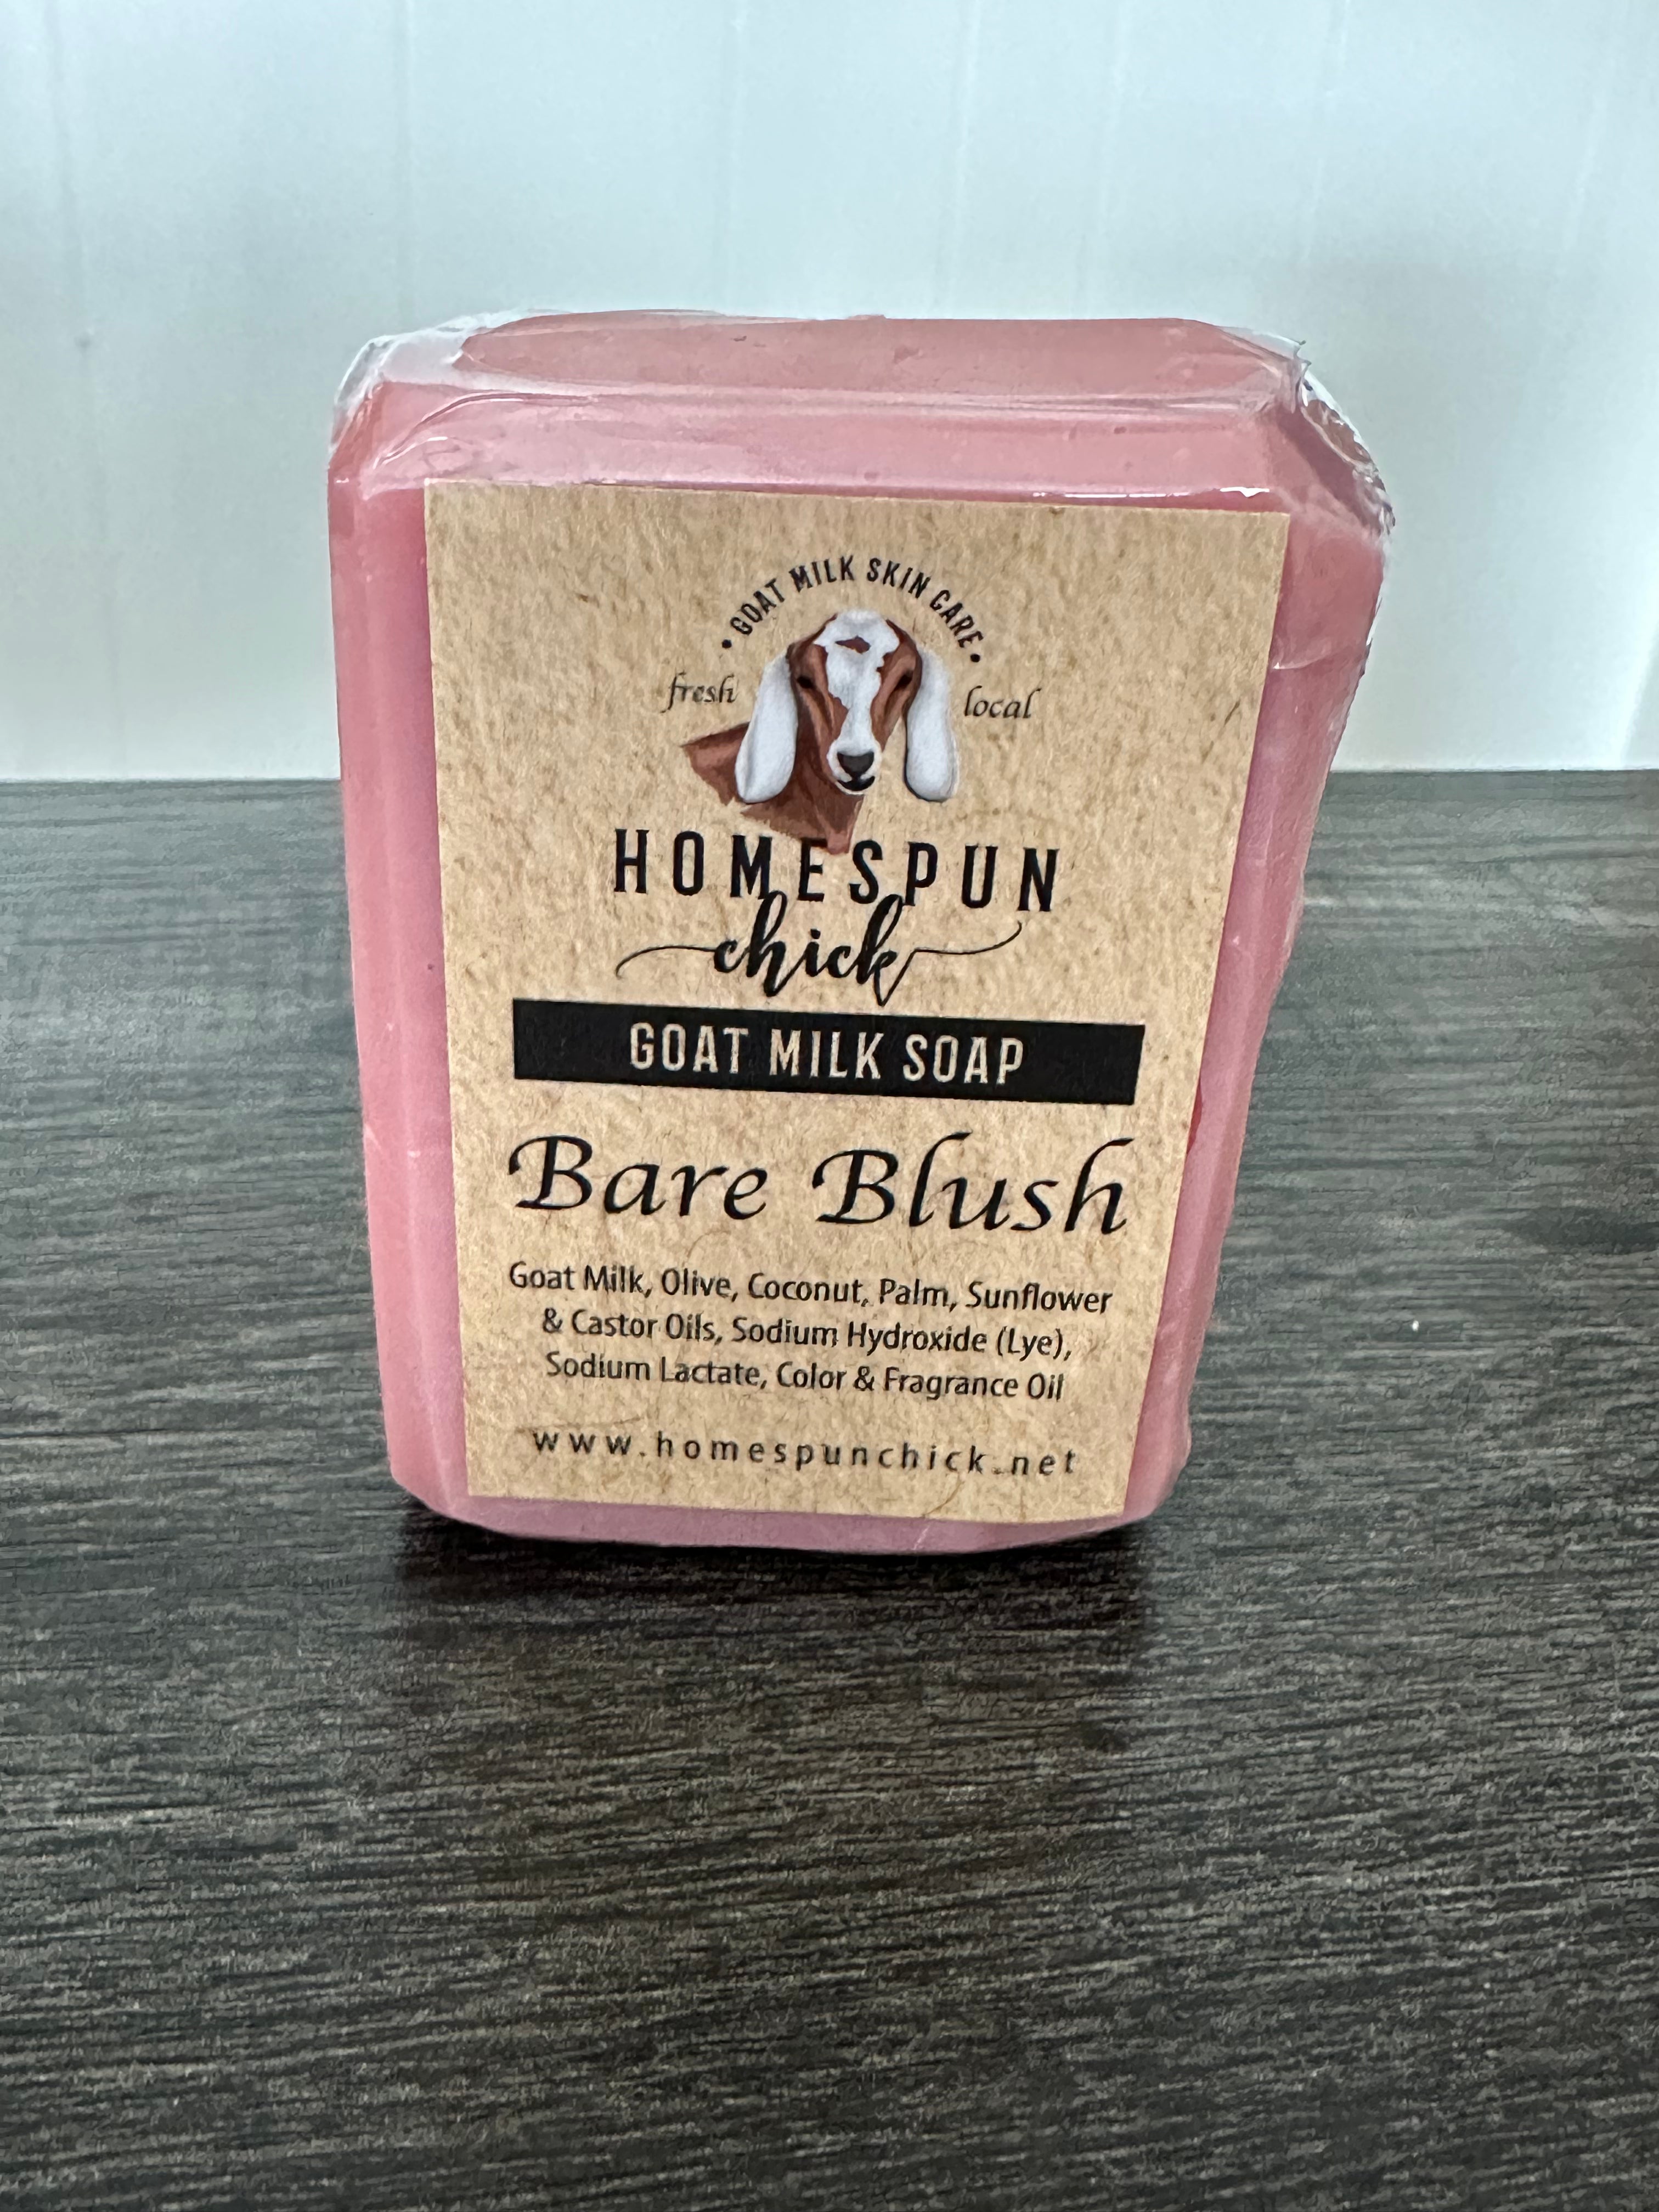 • GOAT MILK SKIN CARE •
fresh local
HOMESPUN
chick
GOAT MILK SOAP
Bare Blush
Goat Milk, Olive, Coconut, Palm, Sunflower
& Castor Oils, Sodium Hydroxide (Lye),
Sodium Lactate, Color & Fragrance Oil
www.homespunchick.net